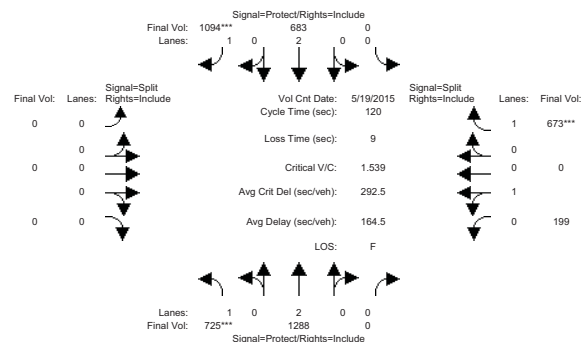 Signal=Protect/Rights=Include
Final Vol: 1094*** 683 0
Lanes: 1 0 2 0 0
Signal=Split Signal=Split
Final Vol: Lanes: Rights=Include Vol Cnt Date: 5/19/2015 Rights=Include Lanes: Final Vol:
Cycle Time (sec): 120
0 0 1 673***
Loss Time (sec): 9
0 0
0 0 Critical V/C: 1.539 0 0
0 Avg Crit Del (sec/veh): 292.5 1
0 0 Avg Delay (sec/veh): 164.5 0 199
LOS: F
Lanes: 1 0 2 0 0
Final Vol: 725*** 1288 0
Signal=Protect/Rights=Include